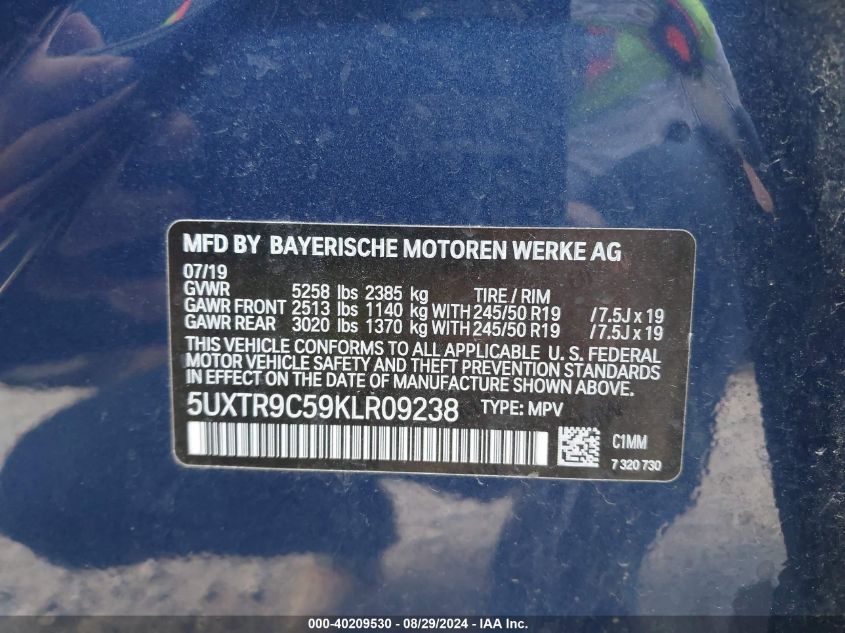 MFD BY BAYERISCHE MOTOREN WERKE AG
07/19
GVWR 5258 lbs 2385 kg TIRE / RIM
GAWR FRONT 2513 lbs 1140 kg WITH 245/50 R19 / 7.5J x 19
GAWR REAR 3020 lbs 1370 kg WITH 245/50 R19 / 7.5J x 19
THIS VEHICLE CONFORMS TO ALL APPLICABLE U. S. FEDERAL
MOTOR VEHICLE SAFETY AND THEFT PREVENTION STANDARDS
IN EFFECT ON THE DATE OF MANUFACTURE SHOWN ABOVE.
5UXTR9C59KLR09238 TYPE: MPV
C1MM
7 320 730
000-40209530 - 08/29/2024 - IAA Inc.